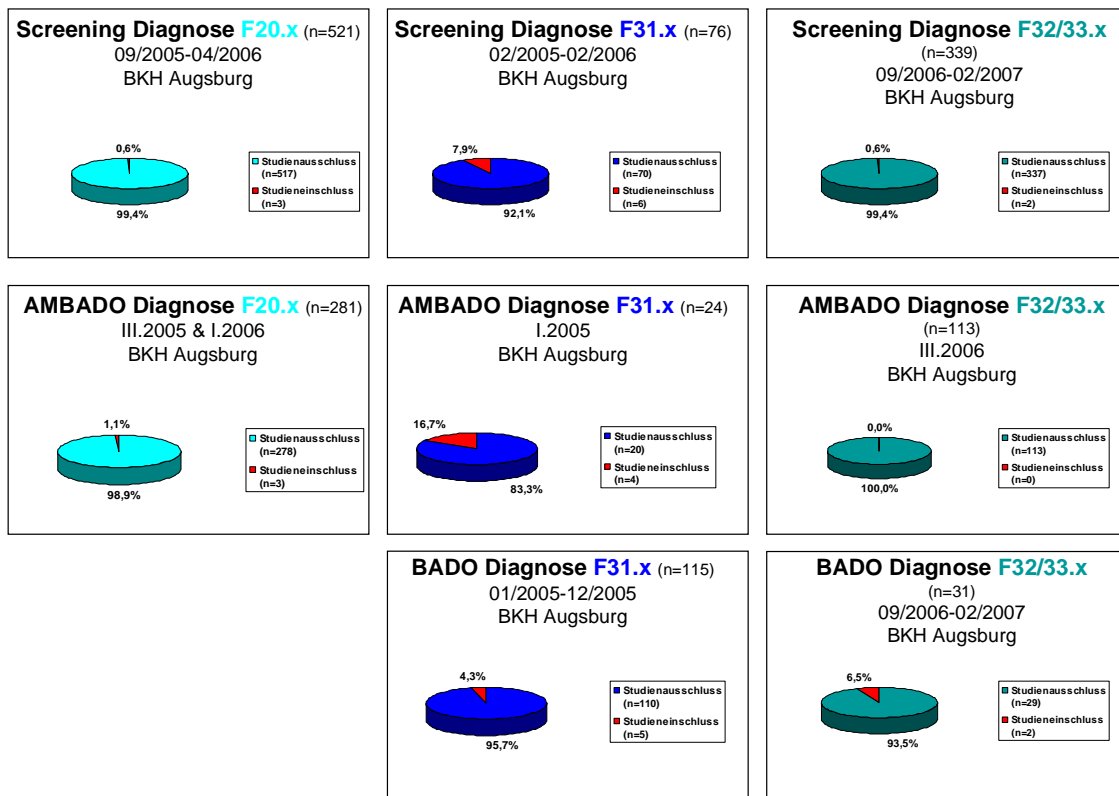 Screening Diagnose F20.x (n=521)
09/2005-04/2006
BKH Augsburg
0,6%
99,4%
Studienausschluss
(n=517)
Studieneinschluss
(n=3)
Screening Diagnose F31.x (n=76)
02/2005-02/2006
BKH Augsburg
7,9%
92,1%
Studienausschluss
(n=70)
Studieneinschluss
(n=6)
Screening Diagnose F32/33.x
(n=339)
09/2006-02/2007
BKH Augsburg
0,6%
99,4%
Studienausschluss
(n=337)
Studieneinschluss
(n=2)
AMBADO Diagnose F20.x (n=281)
III.2005 & I.2006
BKH Augsburg
1,1%
98,9%
Studienausschluss
(n=278)
Studieneinschluss
(n=3)
AMBADO Diagnose F31.x (n=24)
I.2005
BKH Augsburg
16,7%
83,3%
Studienausschluss
(n=20)
Studieneinschluss
(n=4)
AMBADO Diagnose F32/33.x
(n=113)
III.2006
BKH Augsburg
0,0%
100,0%
Studienausschluss
(n=113)
Studieneinschluss
(n=0)
BADO Diagnose F31.x (n=115)
01/2005-12/2005
BKH Augsburg
4,3%
95,7%
Studienausschluss
(n=110)
Studieneinschluss
(n=5)
BADO Diagnose F32/33.x
(n=31)
09/2006-02/2007
BKH Augsburg
6,5%
93,5%
Studienausschluss
(n=29)
Studieneinschluss
(n=2)